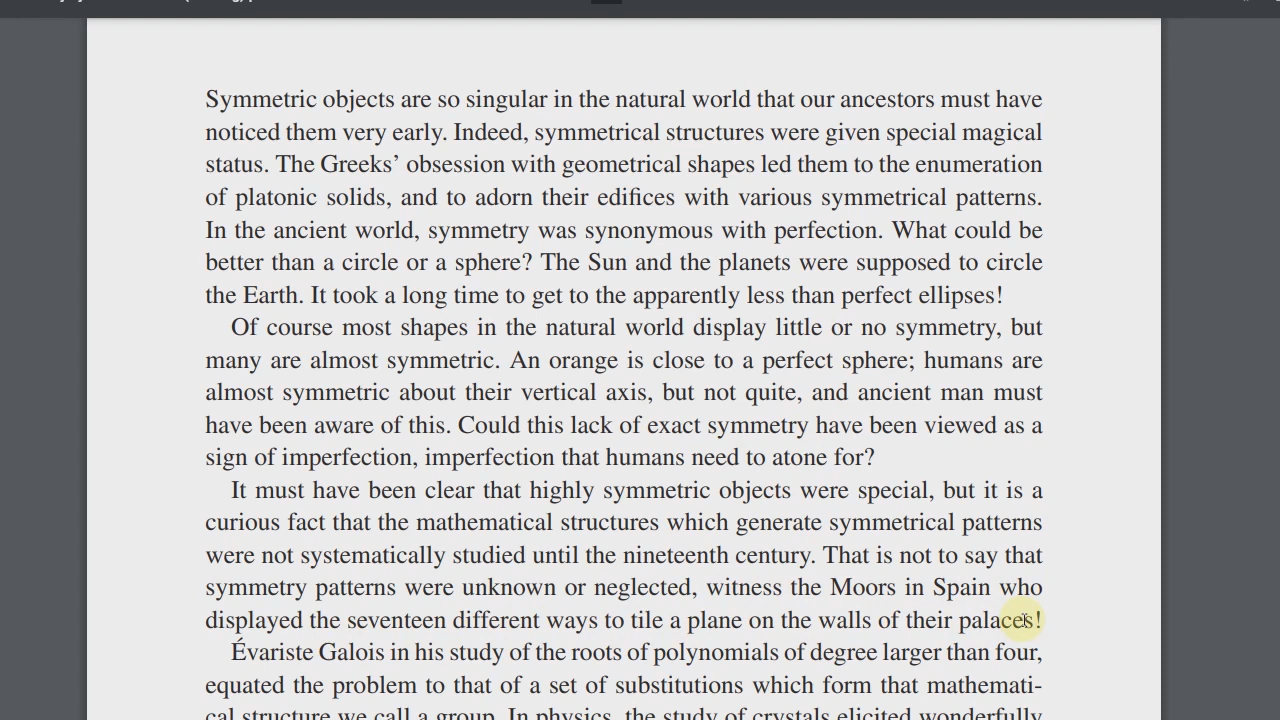 Symmetric objects are so singular in the natural world that our ancestors must have
noticed them very early. Indeed, symmetrical structures were given special magical
status. The Greeks’ obsession with geometrical shapes led them to the enumeration
of platonic solids, and to adorn their edifices with various symmetrical patterns.
In the ancient world, symmetry was synonymous with perfection. What could be
better than a circle or a sphere? The Sun and the planets were supposed to circle
the Earth. It took a long time to get to the apparently less than perfect ellipses!
Of course most shapes in the natural world display little or no symmetry, but
many are almost symmetric. An orange is close to a perfect sphere; humans are
almost symmetric about their vertical axis, but not quite, and ancient man must
have been aware of this. Could this lack of exact symmetry have been viewed as a
sign of imperfection, imperfection that humans need to atone for?
It must have been clear that highly symmetric objects were special, but it is a
curious fact that the mathematical structures which generate symmetrical patterns
were not systematically studied until the nineteenth century. That is not to say that
symmetry patterns were unknown or neglected, witness the Moors in Spain who
displayed the seventeen different ways to tile a plane on the walls of their palaces!
Évariste Galois in his study of the roots of polynomials of degree larger than four,
equated the problem to that of a set of substitutions which form that mathemati-
cal structure we call a group. In physics, the study of crystals elicited wonderfully